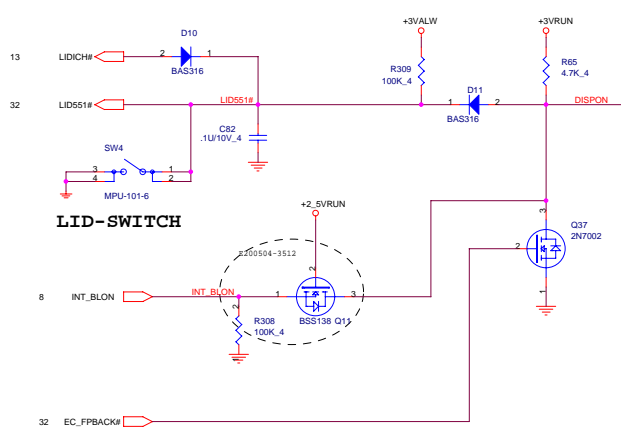 D10
2
1
BAS316
13
LIDICH#
+3VALW
+3VRUN
R309
100K_4
R65
4.7K_4
D11
1
2
BAS316
32
LID551#
LID551#
DISPON
C82
.1U/10V_4
SW4
3
1
4
2
MPU-101-6
LID-SWITCH
+2_5VRUN
3
Q37
2N7002
2
1
E200504-3512
2
8
INT_BLON
INT_BLON
1
3
BSS138 Q11
2
R308
100K_4
1
32
EC_FPBACK#